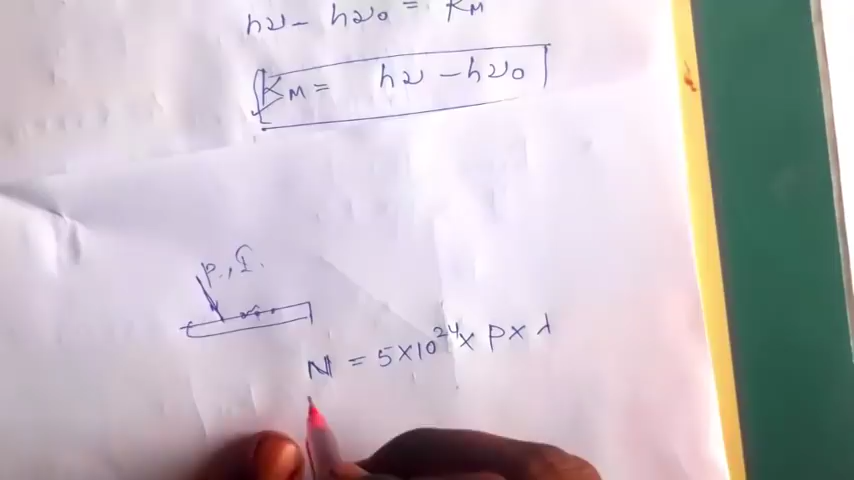 hν - hν₀ = KM
KM = hν - hν₀
P., I.
N = 5×10²⁴× P× λ